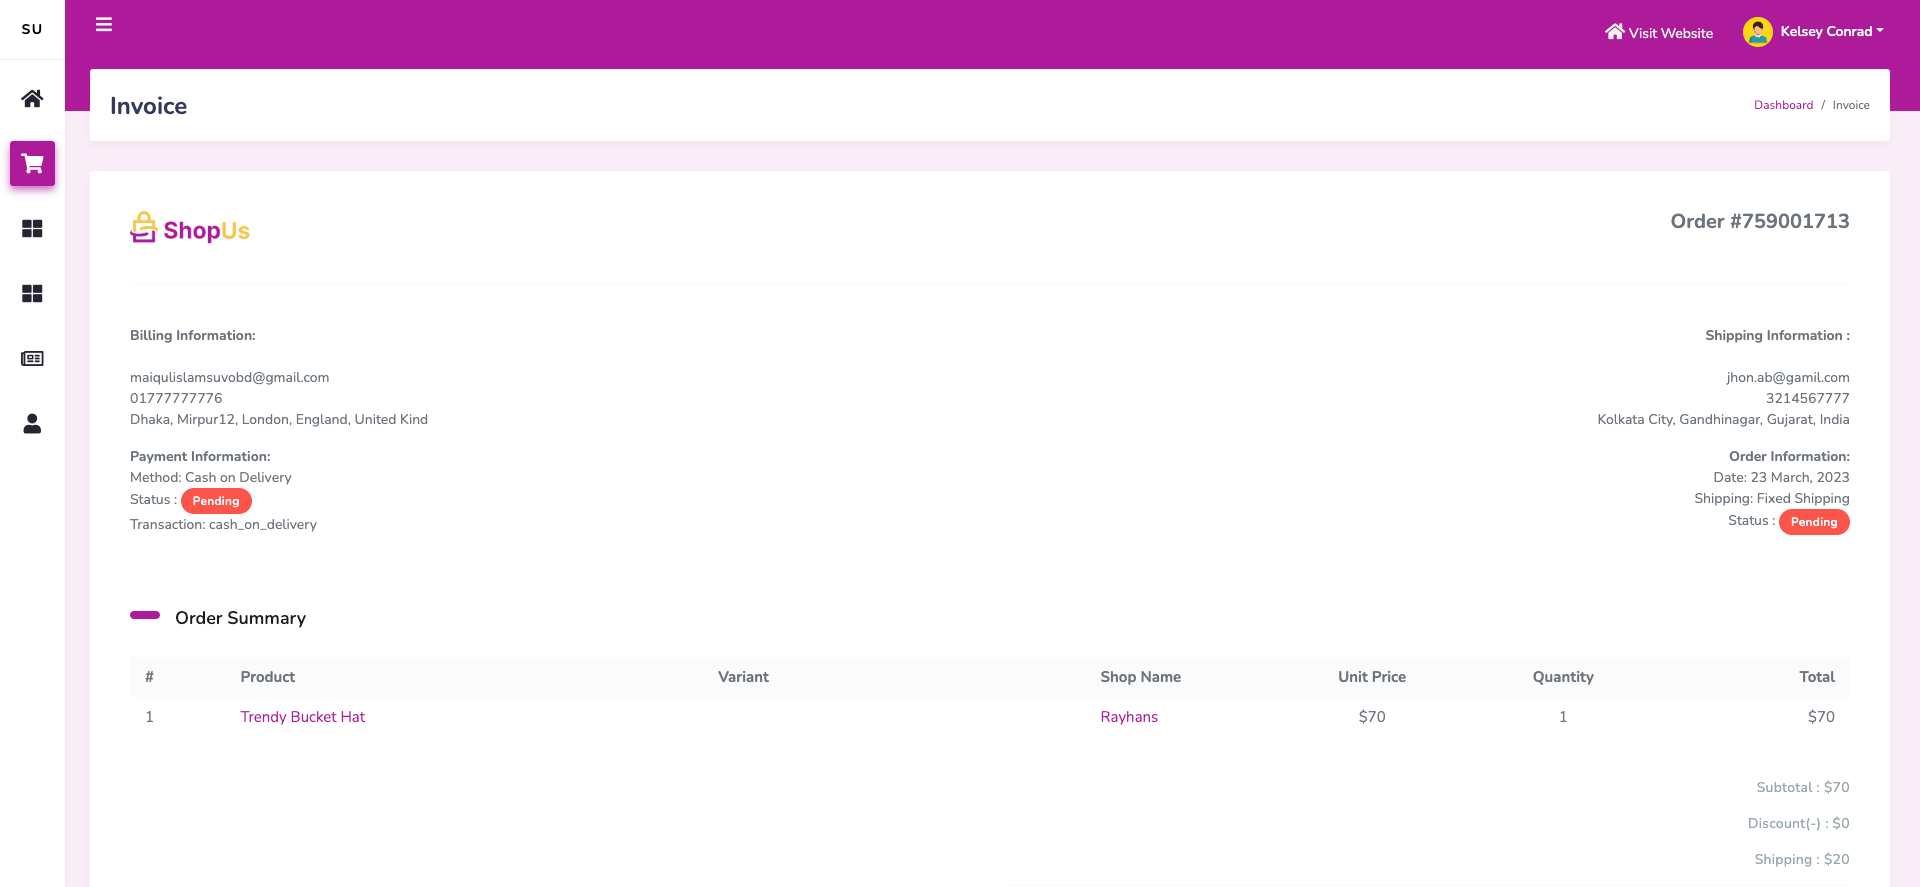 SU
Visit Website
Kelsey Conrad
Invoice
Dashboard / Invoice
ShopUs
Order #759001713
Billing Information:
maiqulislamsuvobd@gmail.com
01777777776
Dhaka, Mirpur12, London, England, United Kind
Shipping Information :
jhon.ab@gamil.com
3214567777
Kolkata City, Gandhinagar, Gujarat, India
Payment Information:
Method: Cash on Delivery
Status : Pending
Transaction: cash_on_delivery
Order Information:
Date: 23 March, 2023
Shipping: Fixed Shipping
Status : Pending
Order Summary
# Product Variant Shop Name Unit Price Quantity Total
1 Trendy Bucket Hat Rayhans $70 1 $70
Subtotal : $70
Discount(-) : $0
Shipping : $20